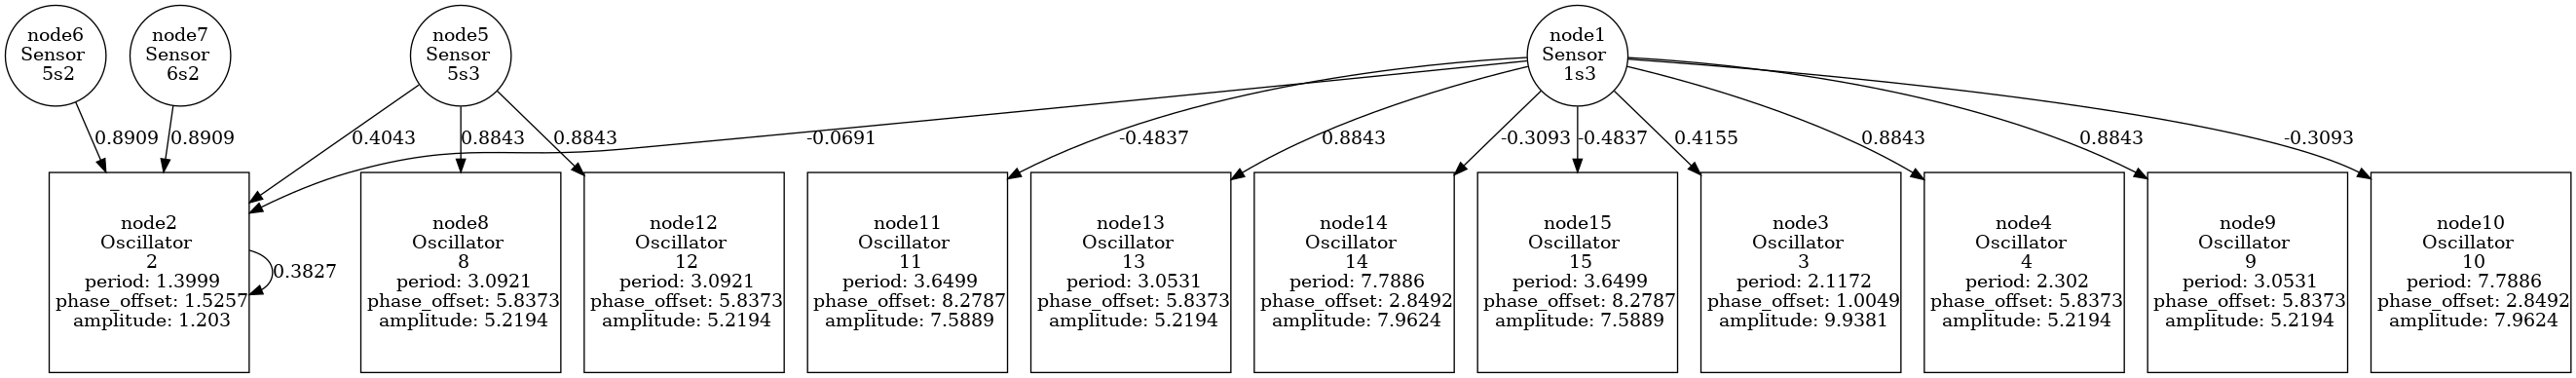 node6
Sensor
5s2
node7
Sensor
6s2
node5
Sensor
5s3
node1
Sensor
1s3
0.8909
0.8909
0.4043
0.8843
0.8843
-0.0691
-0.4837
0.8843
-0.3093
-0.4837
0.4155
0.8843
0.8843
-0.3093
node2
Oscillator
2
period: 1.3999
phase_offset: 1.5257
amplitude: 1.203
0.3827
node8
Oscillator
8
period: 3.0921
phase_offset: 5.8373
amplitude: 5.2194
node12
Oscillator
12
period: 3.0921
phase_offset: 5.8373
amplitude: 5.2194
node11
Oscillator
11
period: 3.6499
phase_offset: 8.2787
amplitude: 7.5889
node13
Oscillator
13
period: 3.0531
phase_offset: 5.8373
amplitude: 5.2194
node14
Oscillator
14
period: 7.7886
phase_offset: 2.8492
amplitude: 7.9624
node15
Oscillator
15
period: 3.6499
phase_offset: 8.2787
amplitude: 7.5889
node3
Oscillator
3
period: 2.1172
phase_offset: 1.0049
amplitude: 9.9381
node4
Oscillator
4
period: 2.302
phase_offset: 5.8373
amplitude: 5.2194
node9
Oscillator
9
period: 3.0531
phase_offset: 5.8373
amplitude: 5.2194
node10
Oscillator
10
period: 7.7886
phase_offset: 2.8492
amplitude: 7.9624